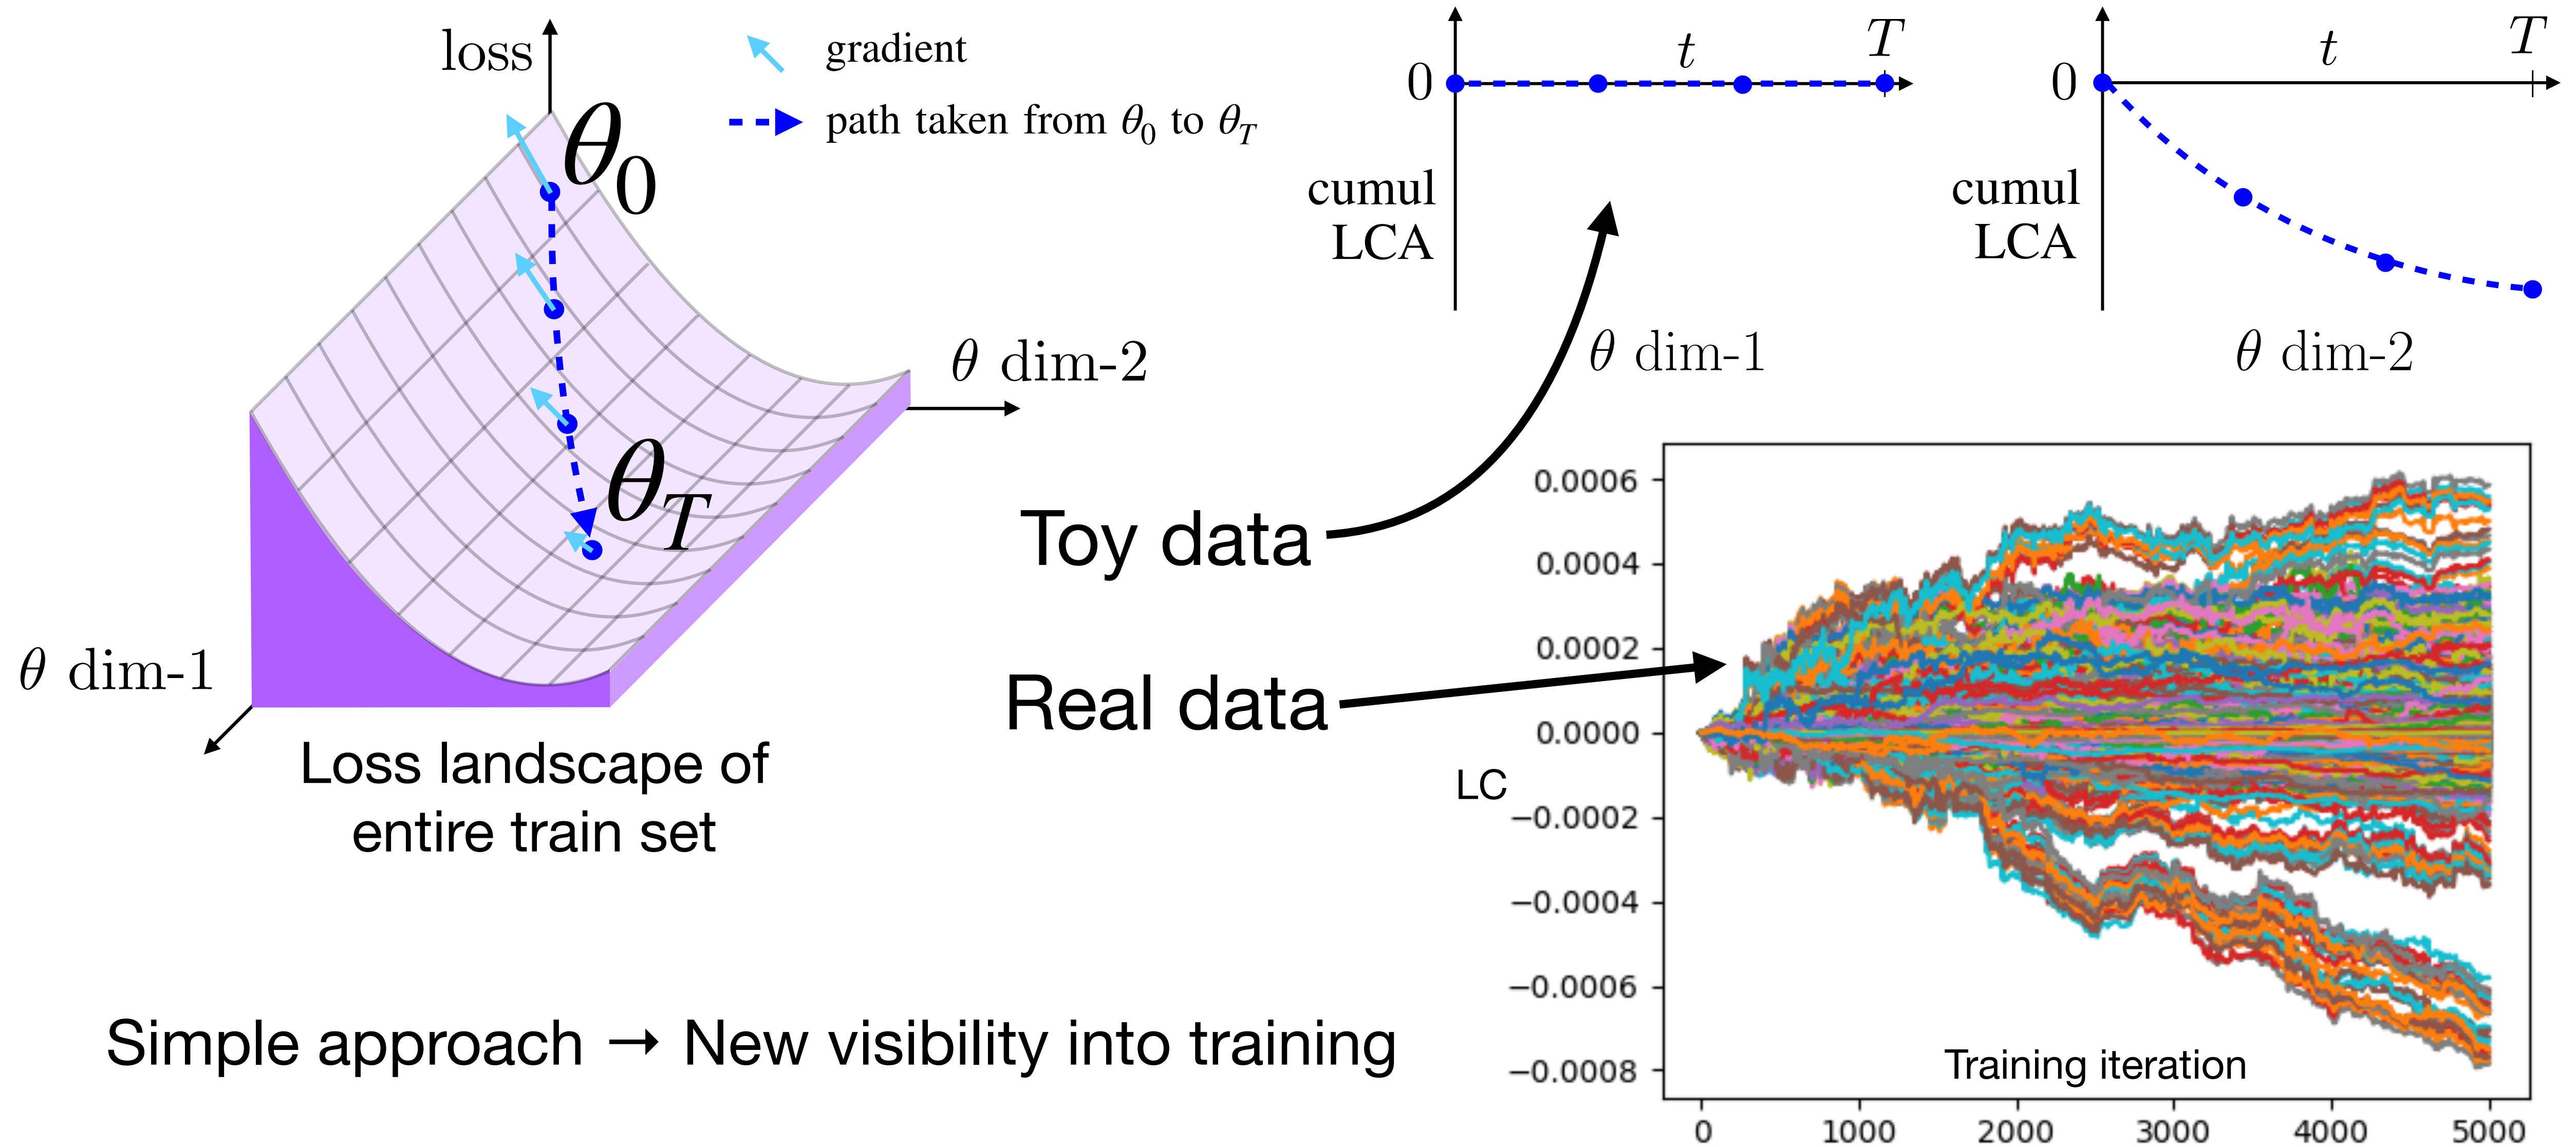 loss
gradient
path taken from θ₀ to θ_T
θ₀
θ_T
θ dim-2
θ dim-1
Loss landscape of
entire train set
0
t
T
cumul
LCA
θ dim-1
0
t
T
cumul
LCA
θ dim-2
Toy data
Real data
0.0006
0.0004
0.0002
0.0000
−0.0002
−0.0004
−0.0006
−0.0008
LC
Training iteration
0 1000 2000 3000 4000 5000
Simple approach → New visibility into training